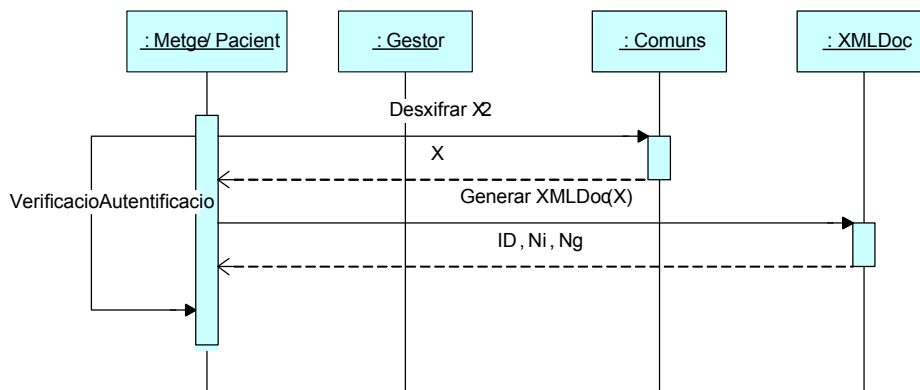 : Metge/ Pacient
: Gestor
: Comuns
: XMLDoc
Desxifrar X2
X
Generar XMLDoc(X)
VerificacioAutentificacio
ID , Ni , Ng